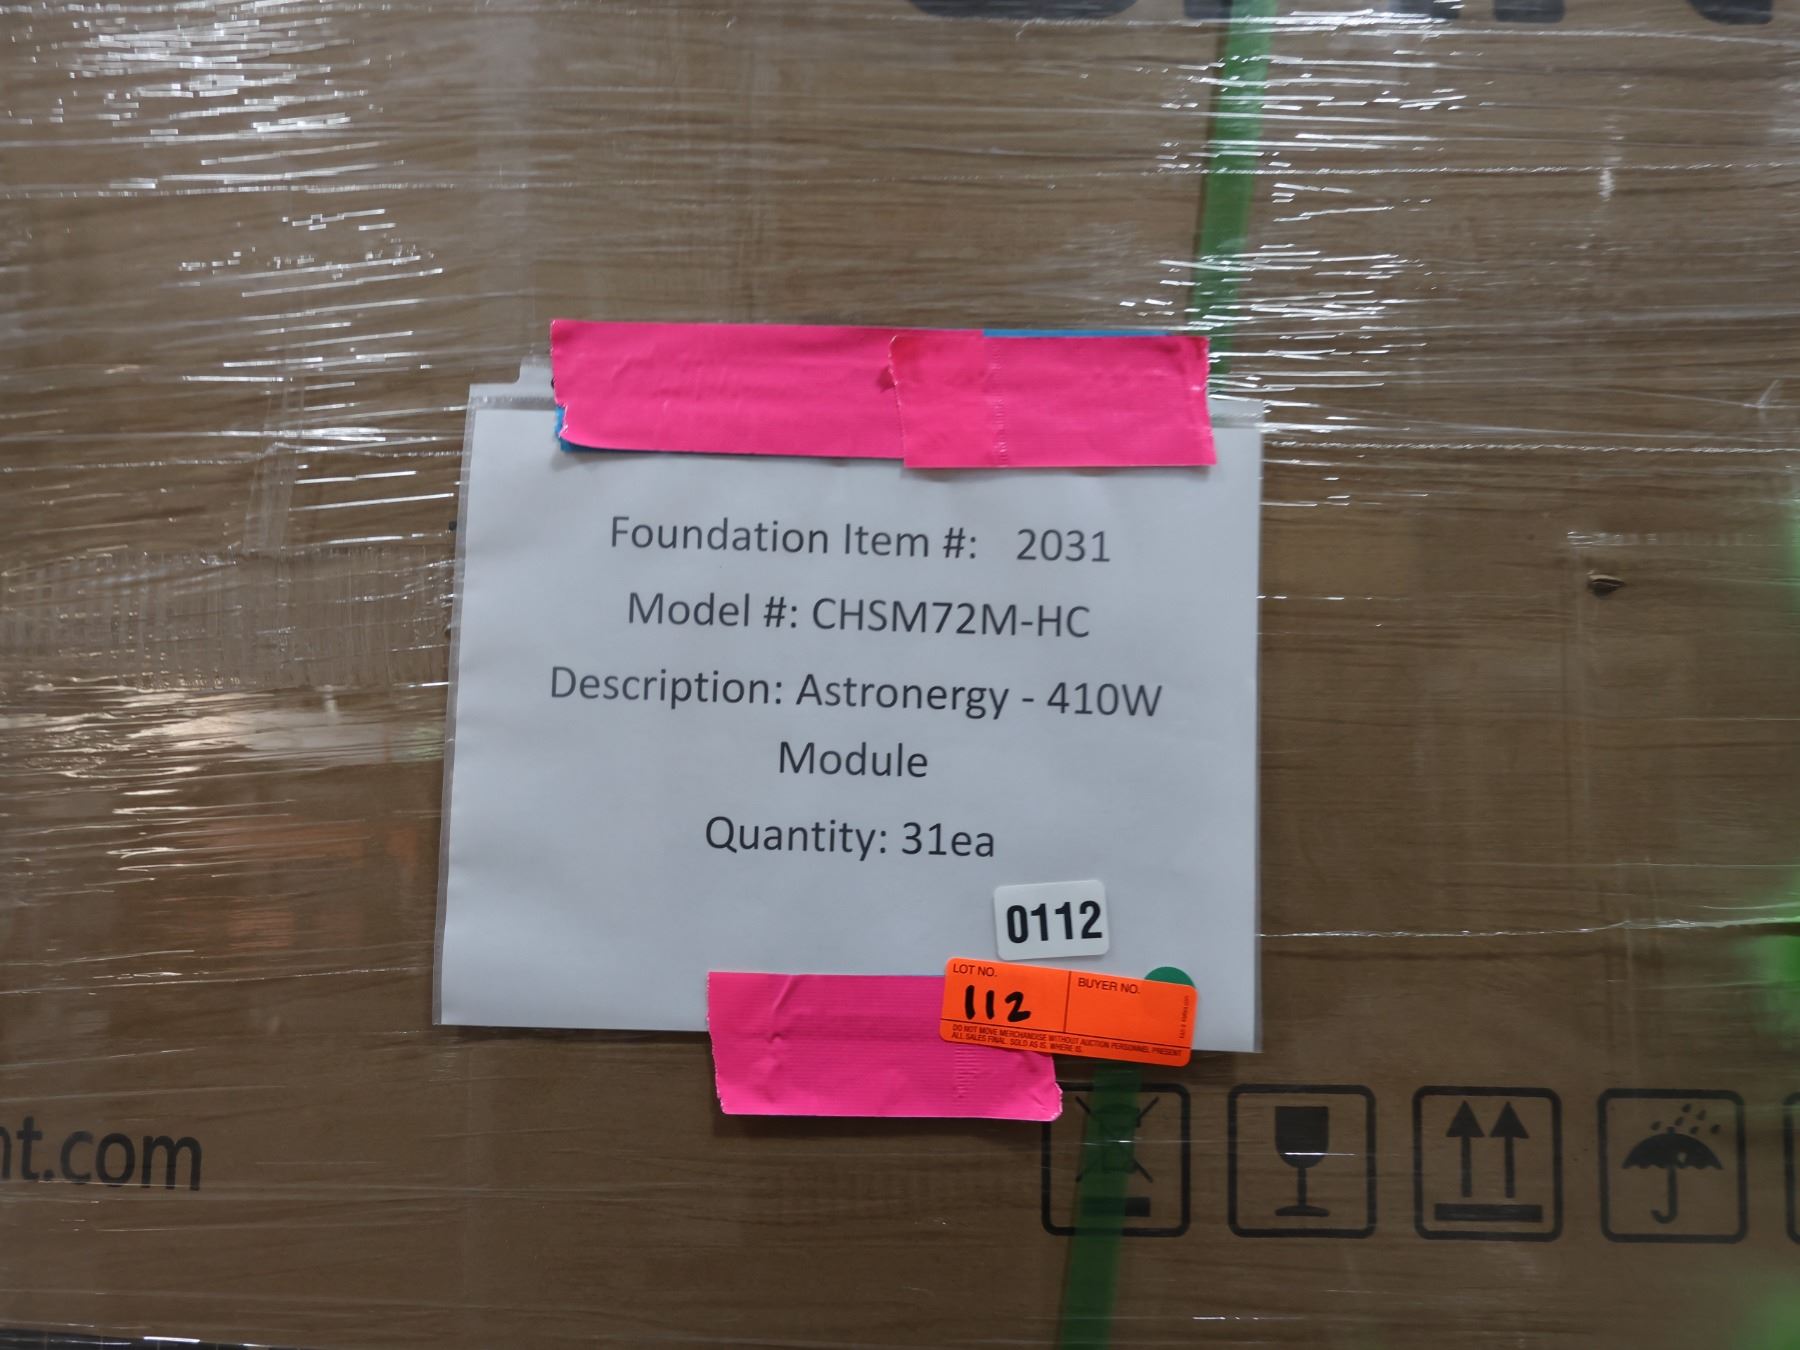 Foundation Item #: 2031
Model #: CHSM72M-HC
Description: Astronergy - 410W
Module
Quantity: 31ea
0112
LOT NO.
112
BUYER NO.
DO NOT MOVE MERCHANDISE WITHOUT AUCTION PERSONNEL PRESENT
ALL SALES FINAL. SOLD AS IS. WHERE IS.
nt.com